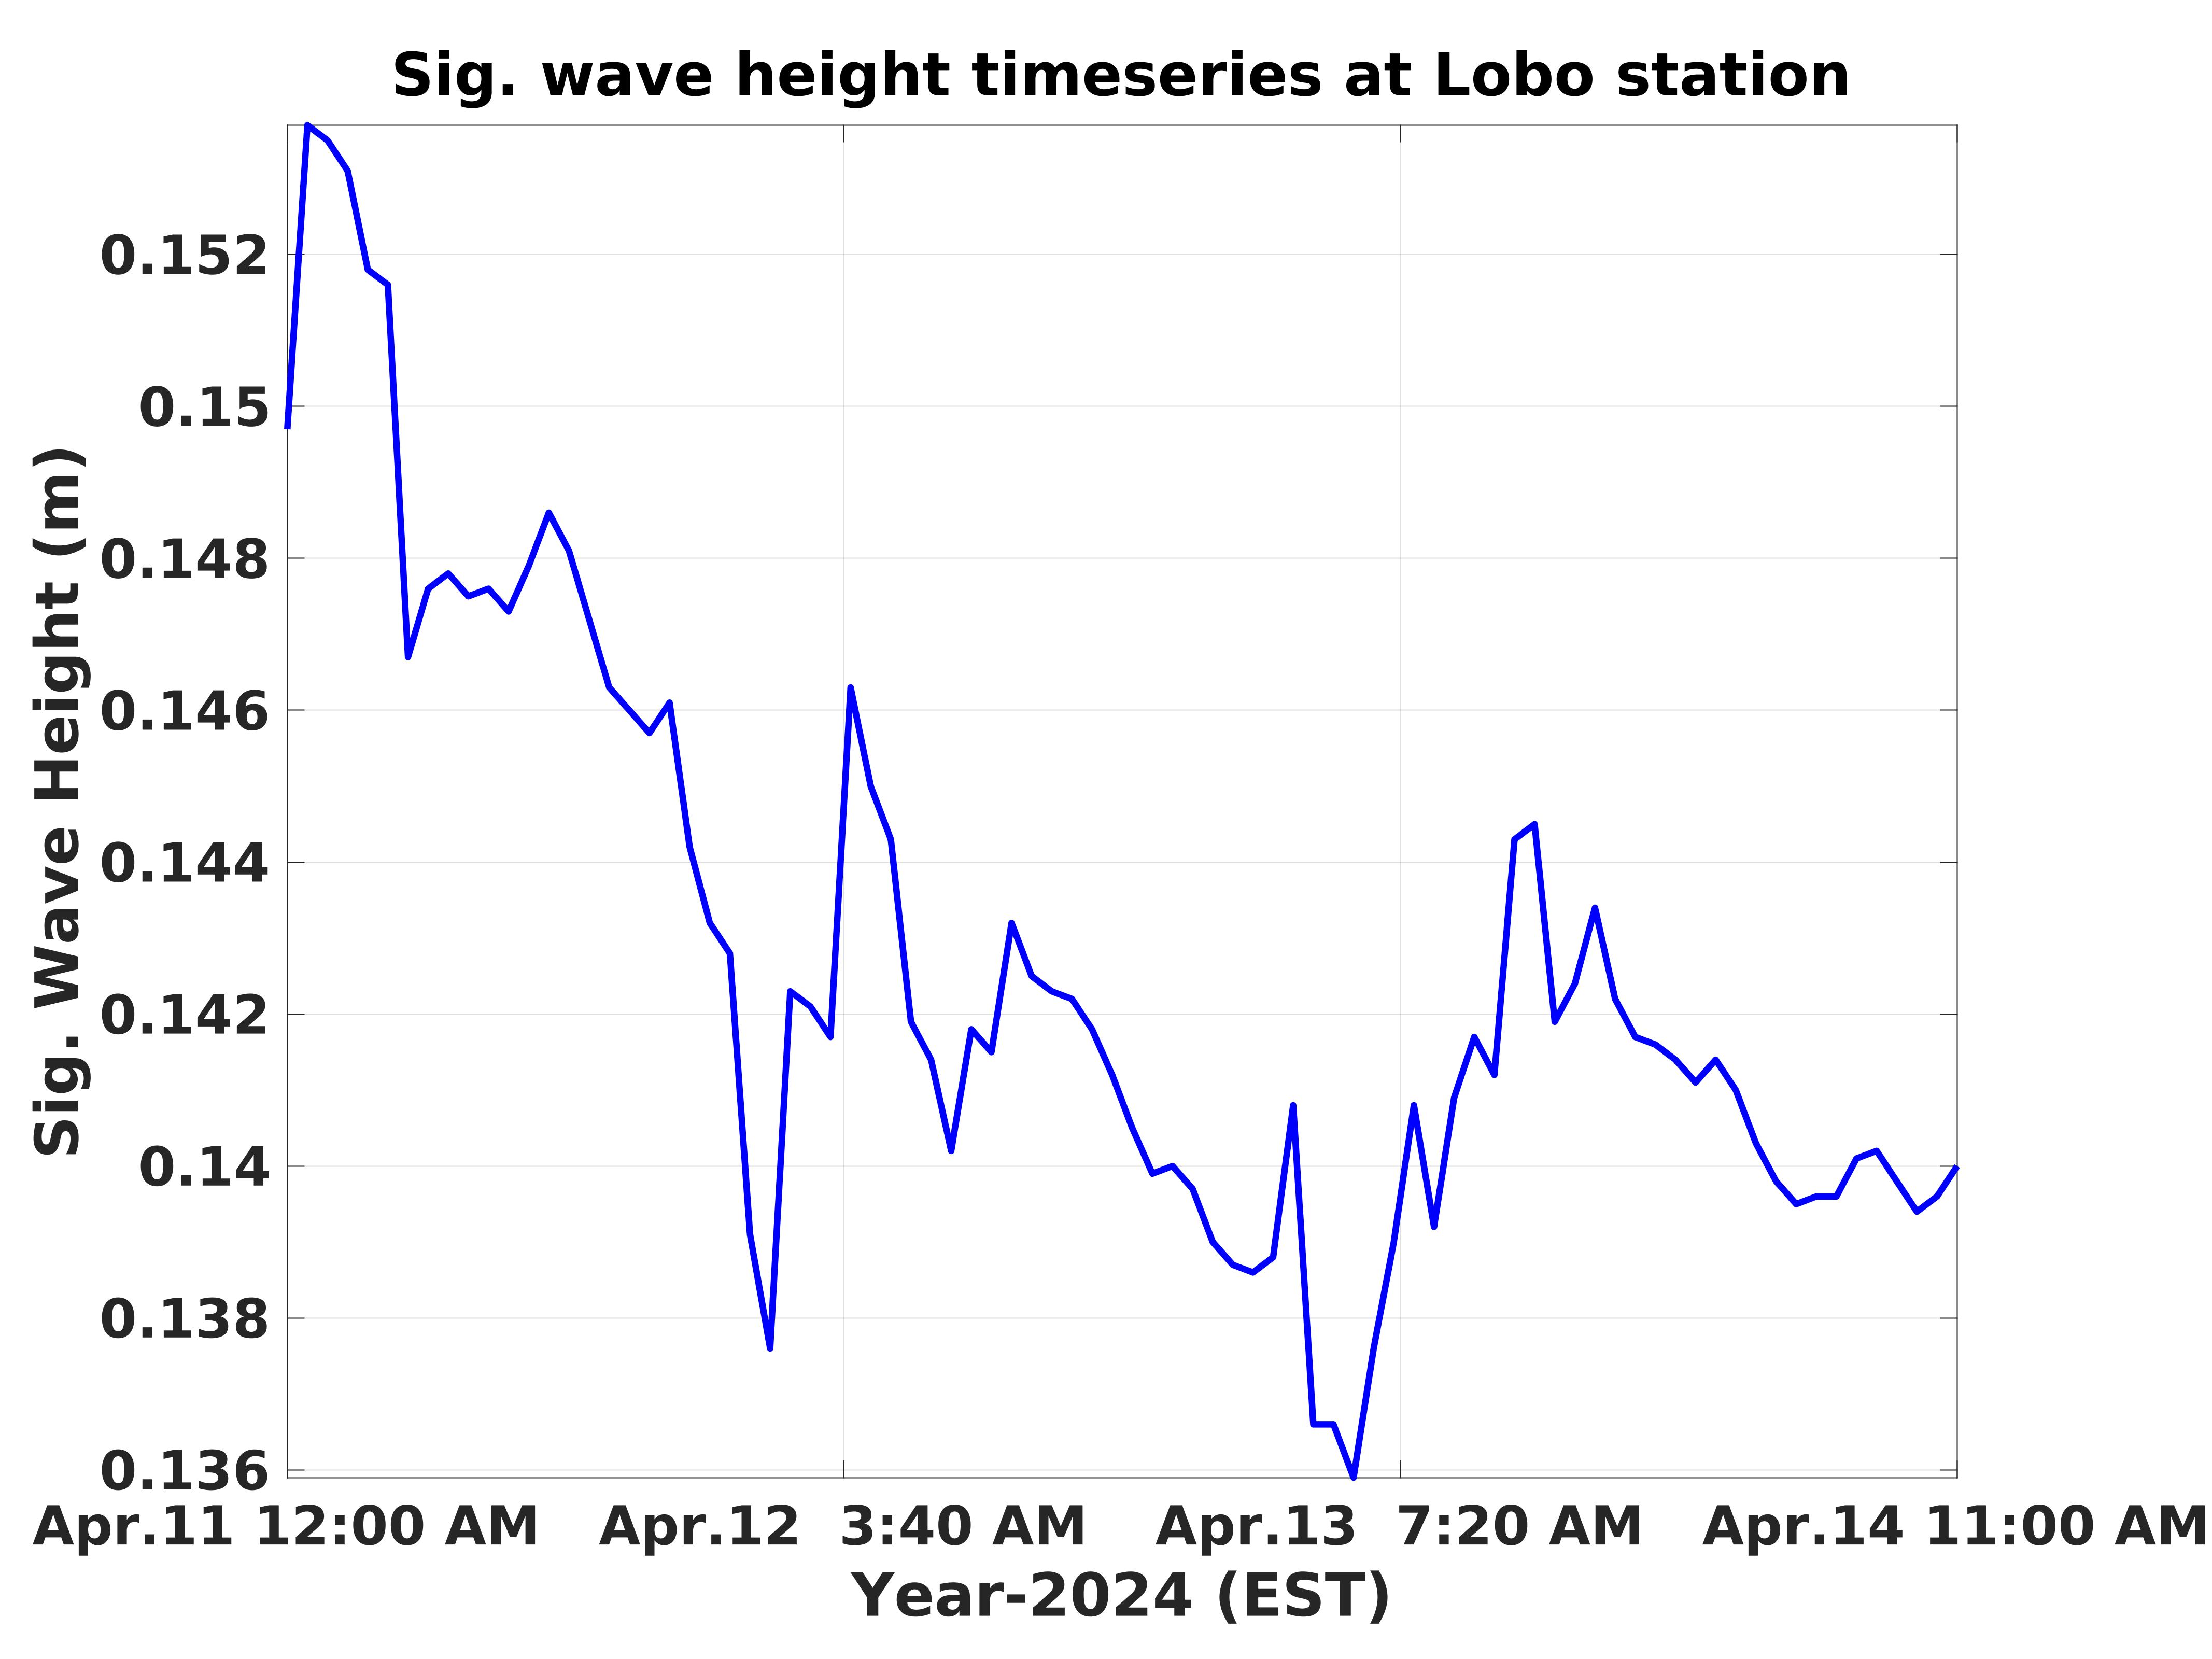 Sig. wave height timeseries at Lobo station
Sig. Wave Height (m)
0.152
0.15
0.148
0.146
0.144
0.142
0.14
0.138
0.136
Apr.11 12:00 AM Apr.12 3:40 AM Apr.13 7:20 AM Apr.14 11:00 AM
Year-2024 (EST)